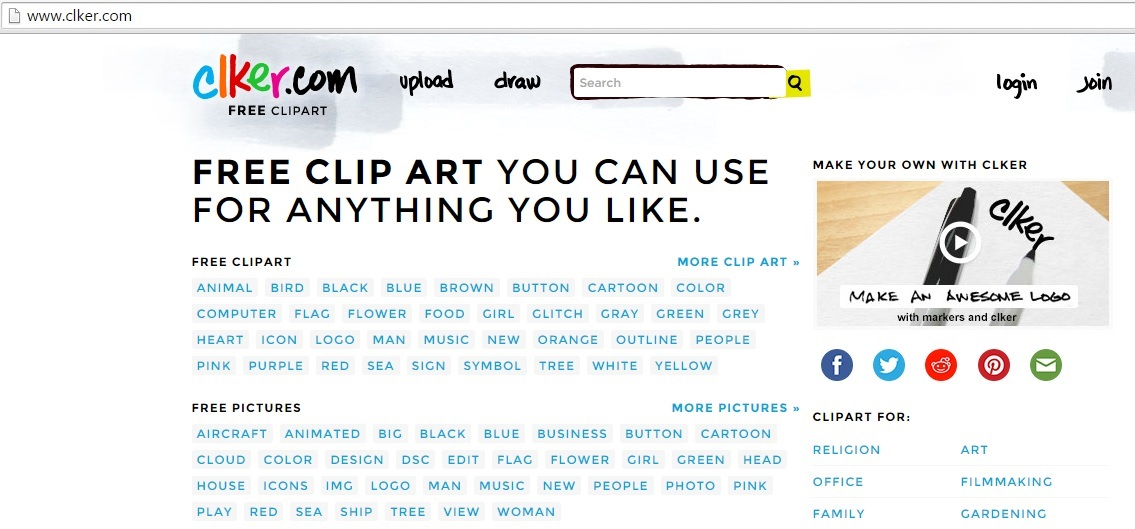 www.clker.com
clker.com
FREE CLIPART
upload
draw
Search
login
join
FREE CLIP ART YOU CAN USE
FOR ANYTHING YOU LIKE.
FREE CLIPART
MORE CLIP ART »
ANIMAL BIRD BLACK BLUE BROWN BUTTON CARTOON COLOR
COMPUTER FLAG FLOWER FOOD GIRL GLITCH GRAY GREEN GREY
HEART ICON LOGO MAN MUSIC NEW ORANGE OUTLINE PEOPLE
PINK PURPLE RED SEA SIGN SYMBOL TREE WHITE YELLOW
FREE PICTURES
MORE PICTURES »
AIRCRAFT ANIMATED BIG BLACK BLUE BUSINESS BUTTON CARTOON
CLOUD COLOR DESIGN DSC EDIT FLAG FLOWER GIRL GREEN HEAD
HOUSE ICONS IMG LOGO MAN MUSIC NEW PEOPLE PHOTO PINK
PLAY RED SEA SHIP TREE VIEW WOMAN
MAKE YOUR OWN WITH CLKER
clker
MAKE AN AWESOME LOGO
with markers and clker
CLIPART FOR:
RELIGION ART
OFFICE FILMMAKING
FAMILY GARDENING